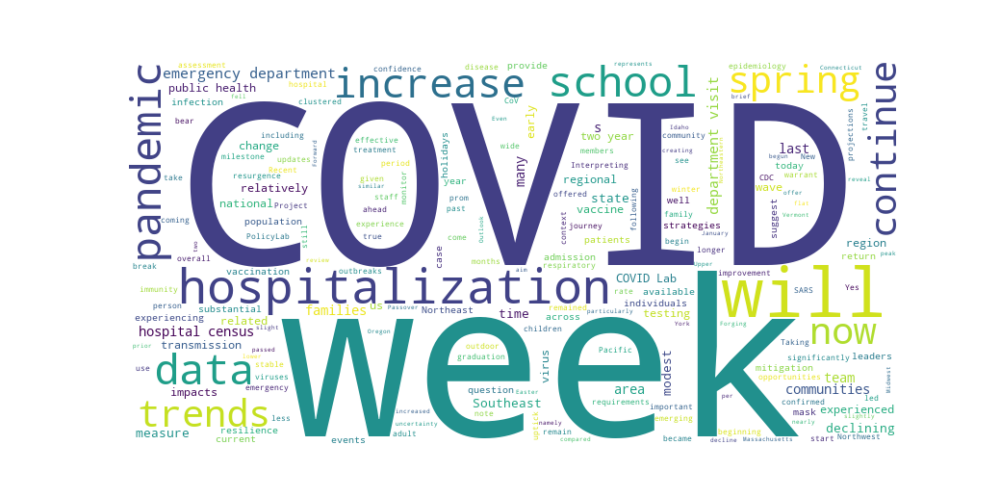 COVID
week
hospitalization
increase
school
spring
pandemic
continue
will
now
data
trends
emergency department
public health
infection
assessment
hospital
confidence
clustered
disease
CoV
provide
Even
represents
epidemiology
Connecticut
brief
travel
projections
reveal
peak
bear
change
milestone
updates
Recent
resurgence
take
relatively
national
Project
population
PolicyLab
coming
two
overall
break
vaccination
immunity
person
substantial
experiencing
related
hospital census
transmission
use
viruses
impacts
emergency
measure
resilience
current
less
events
adult
increased
uncertainty
prior
slight
passed
stable
lower
fell
including
forward
effective
treatment
period
given
similar
staff
monitor
ahead
experience
true
still
review
outbreaks
holidays
year
prom
past
come
months
case
aim
Outlook
wide
early
many
s
two year
members
Interpreting
regional
offered
state
vaccine
context
journey
patients
admission
respiratory
following
Idaho
community
creating
see
well
family
winter
strategies
begin
longer
January
Upper
department visit
Northeastern
last
begun
New
today
CDC
warrant
wave
offer
flat
suggest
Vermont
region
return
families
us
Passover
Northeast
time
across
remained
rate
particularly
COVID Lab
available
individuals
testing
York
improvement
SARS
Yes
Forging
Taking
significantly
leaders
mitigation
opportunities
team
communities
Midwest
per
led
confirmed
mask
experienced
slightly
beginning
nearly
declining
decline
Massachusetts
start
Northwest
Oregon
outdoor
graduation
children
question
Easter
Southeast
note
namely
remain
compared
uptick
became
virus
Pacific
area
requirements
modest
important
emerging